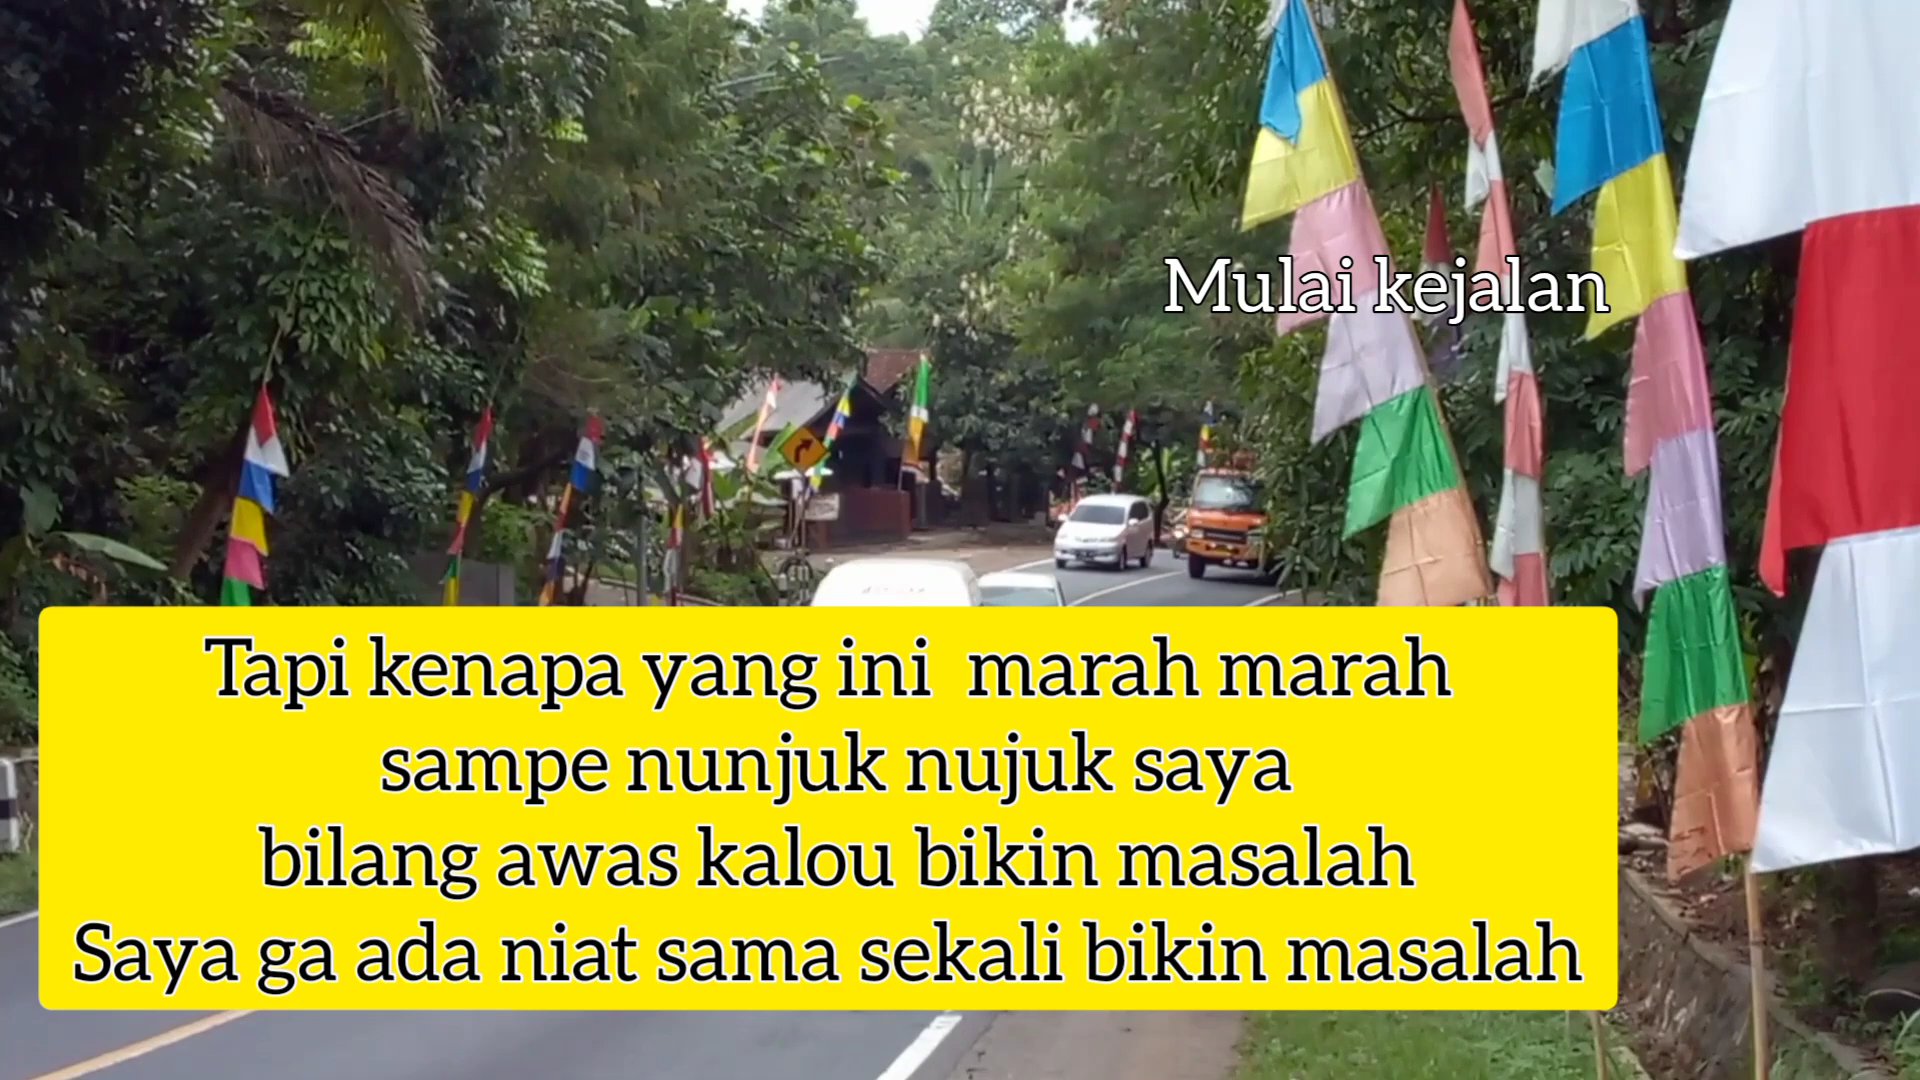 Mulai kejalan
Tapi kenapa yang ini  marah marah
sampe nunjuk nujuk saya
bilang awas kalou bikin masalah
Saya ga ada niat sama sekali bikin masalah